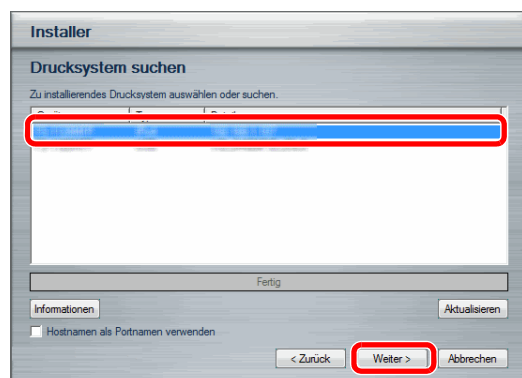 Installer
Drucksystem suchen
Zu installierendes Drucksystem auswählen oder suchen.
Fertig
Informationen
Aktualisieren
Hostnamen als Portnamen verwenden
< Zurück
Weiter >
Abbrechen